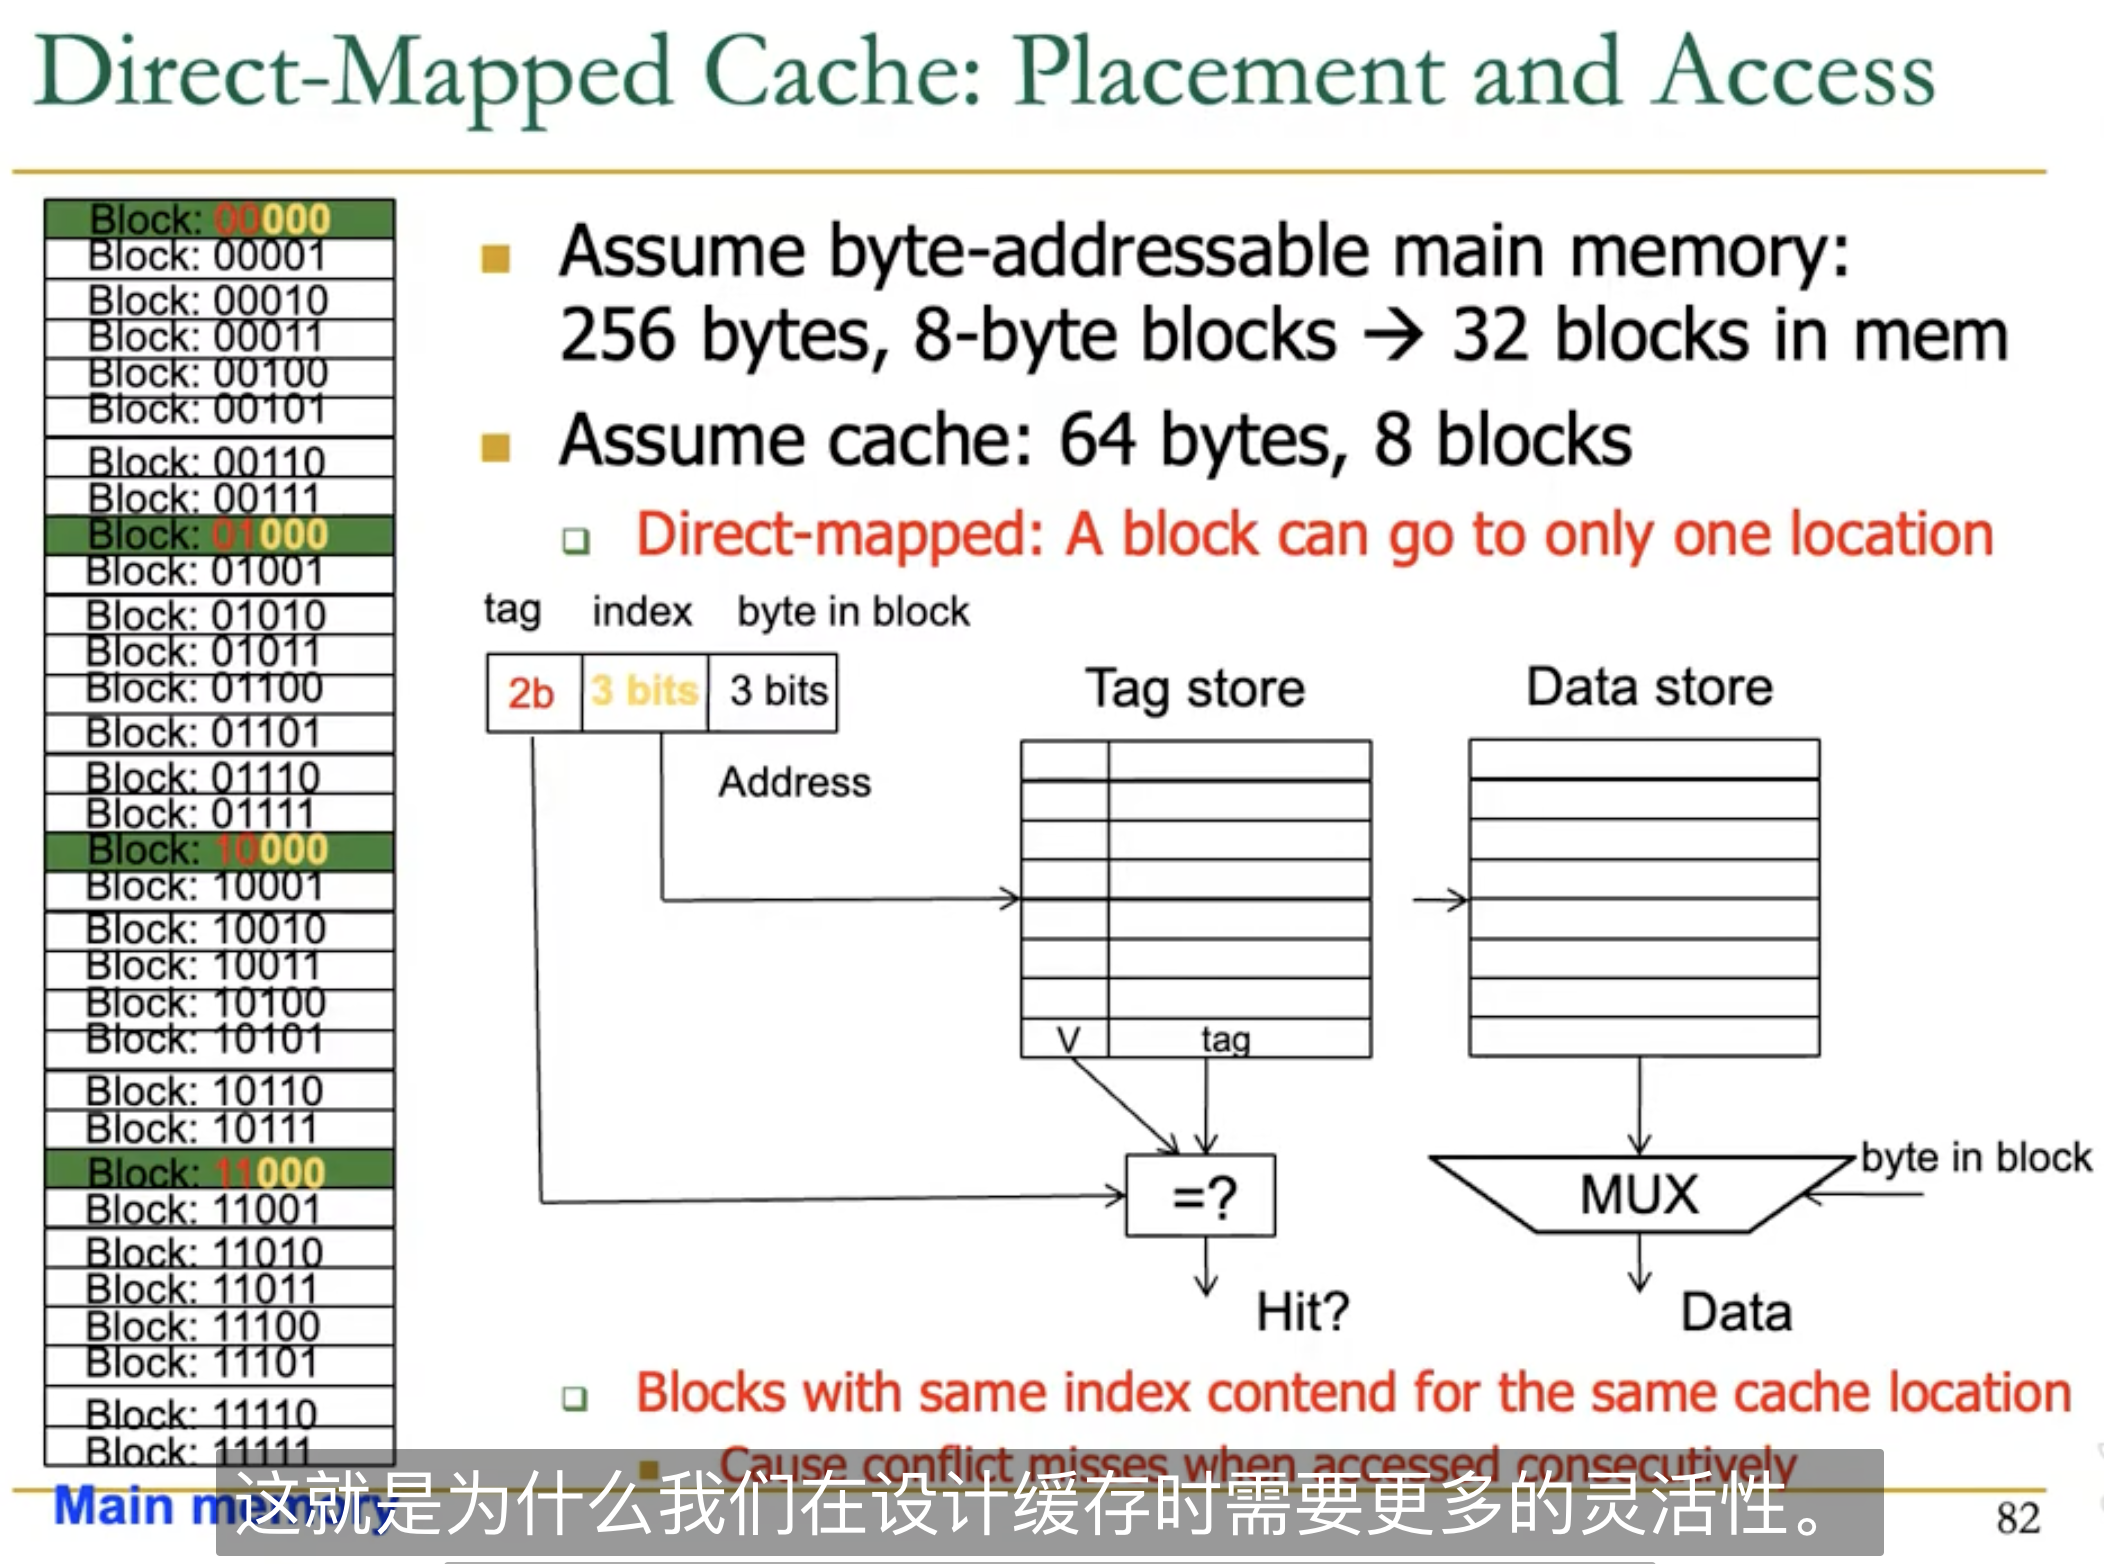 Direct-Mapped Cache: Placement and Access
Block: 00000
Block: 00001
Block: 00010
Block: 00011
Block: 00100
Block: 00101
Block: 00110
Block: 00111
Block: 01000
Block: 01001
Block: 01010
Block: 01011
Block: 01100
Block: 01101
Block: 01110
Block: 01111
Block: 10000
Block: 10001
Block: 10010
Block: 10011
Block: 10100
Block: 10101
Block: 10110
Block: 10111
Block: 11000
Block: 11001
Block: 11010
Block: 11011
Block: 11100
Block: 11101
Block: 11110
Block: 11111
Main memory
Assume byte-addressable main memory:
256 bytes, 8-byte blocks → 32 blocks in mem
Assume cache: 64 bytes, 8 blocks
Direct-mapped: A block can go to only one location
tag index byte in block
2b 3 bits 3 bits
Address
Tag store
Data store
V tag
=?
Hit?
MUX
byte in block
Data
Blocks with same index contend for the same cache location
Cause conflict misses when accessed consecutively
这就是为什么我们在设计缓存时需要更多的灵活性。
82